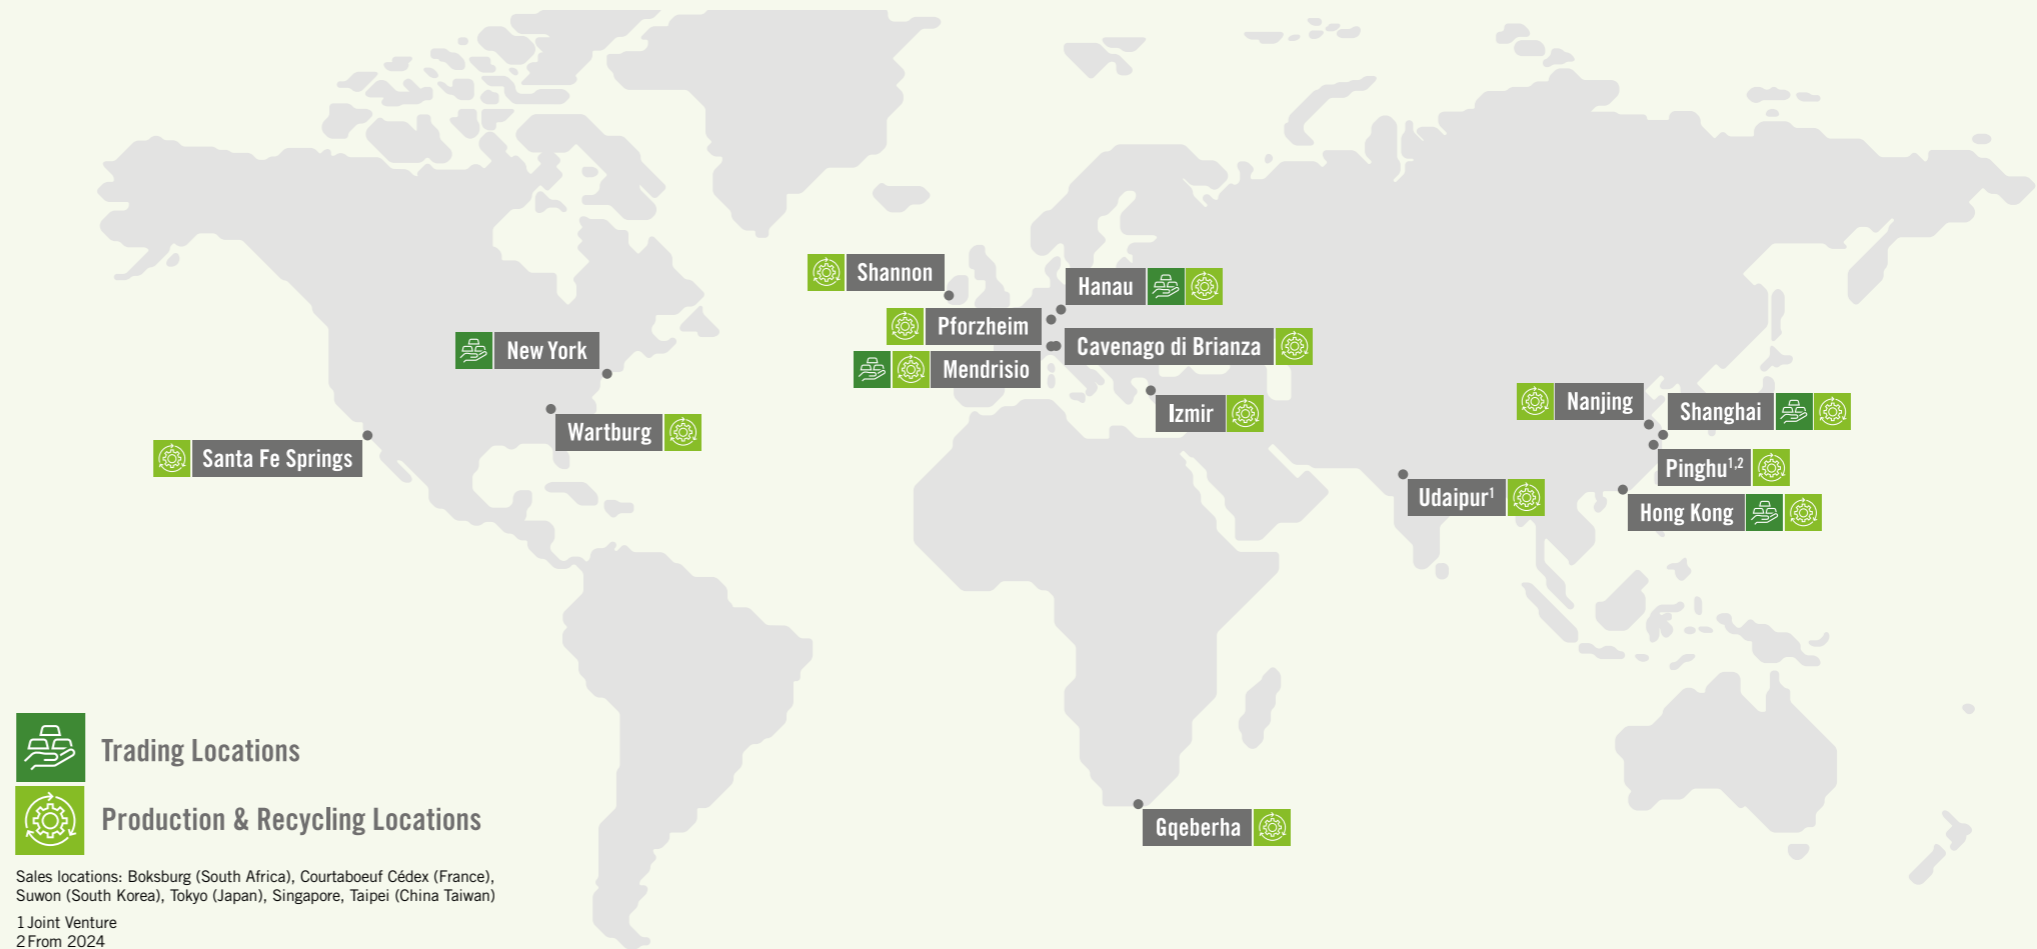 Shannon
Hanau
Pforzheim
New York
Cavenago di Brianza
Mendrisio
Izmir
Nanjing
Shanghai
Wartburg
Santa Fe Springs
Pinghu1,2
Udaipur1
Hong Kong
Trading Locations
Production & Recycling Locations
Gqeberha
Sales locations: Boksburg (South Africa), Courtaboeuf Cédex (France),
Suwon (South Korea), Tokyo (Japan), Singapore, Taipei (China Taiwan)
1 Joint Venture
2 From 2024